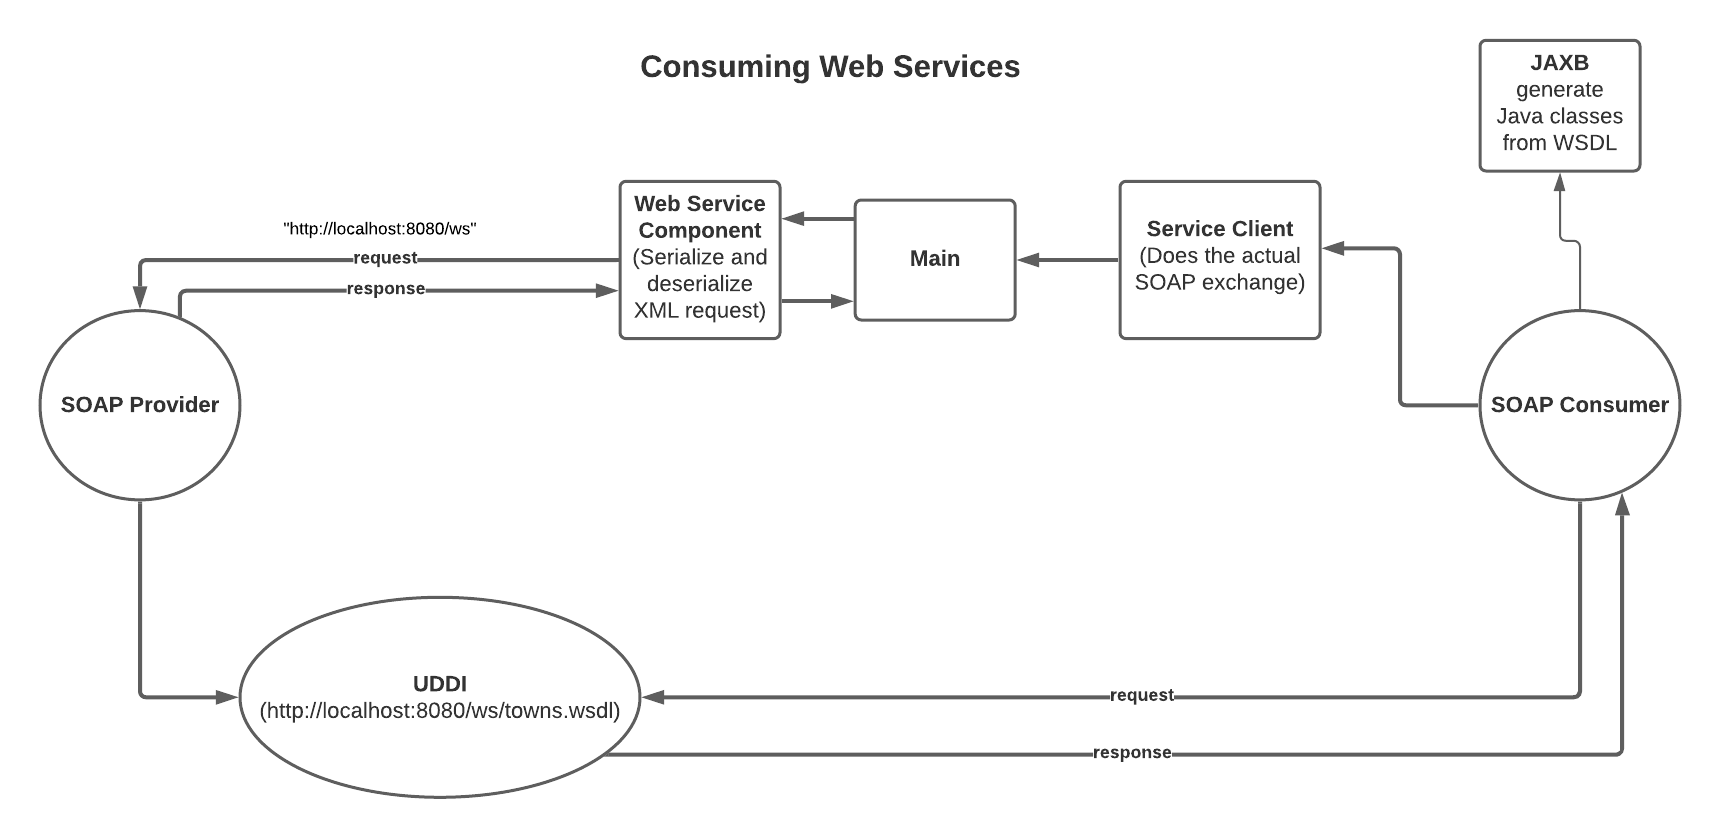 Consuming Web Services
JAXB
generate
Java classes
from WSDL
"http://localhost:8080/ws"
request
response
Web Service
Component
(Serialize and
deserialize
XML request)
Main
Service Client
(Does the actual
SOAP exchange)
SOAP Provider
SOAP Consumer
UDDI
(http://localhost:8080/ws/towns.wsdl)
request
response